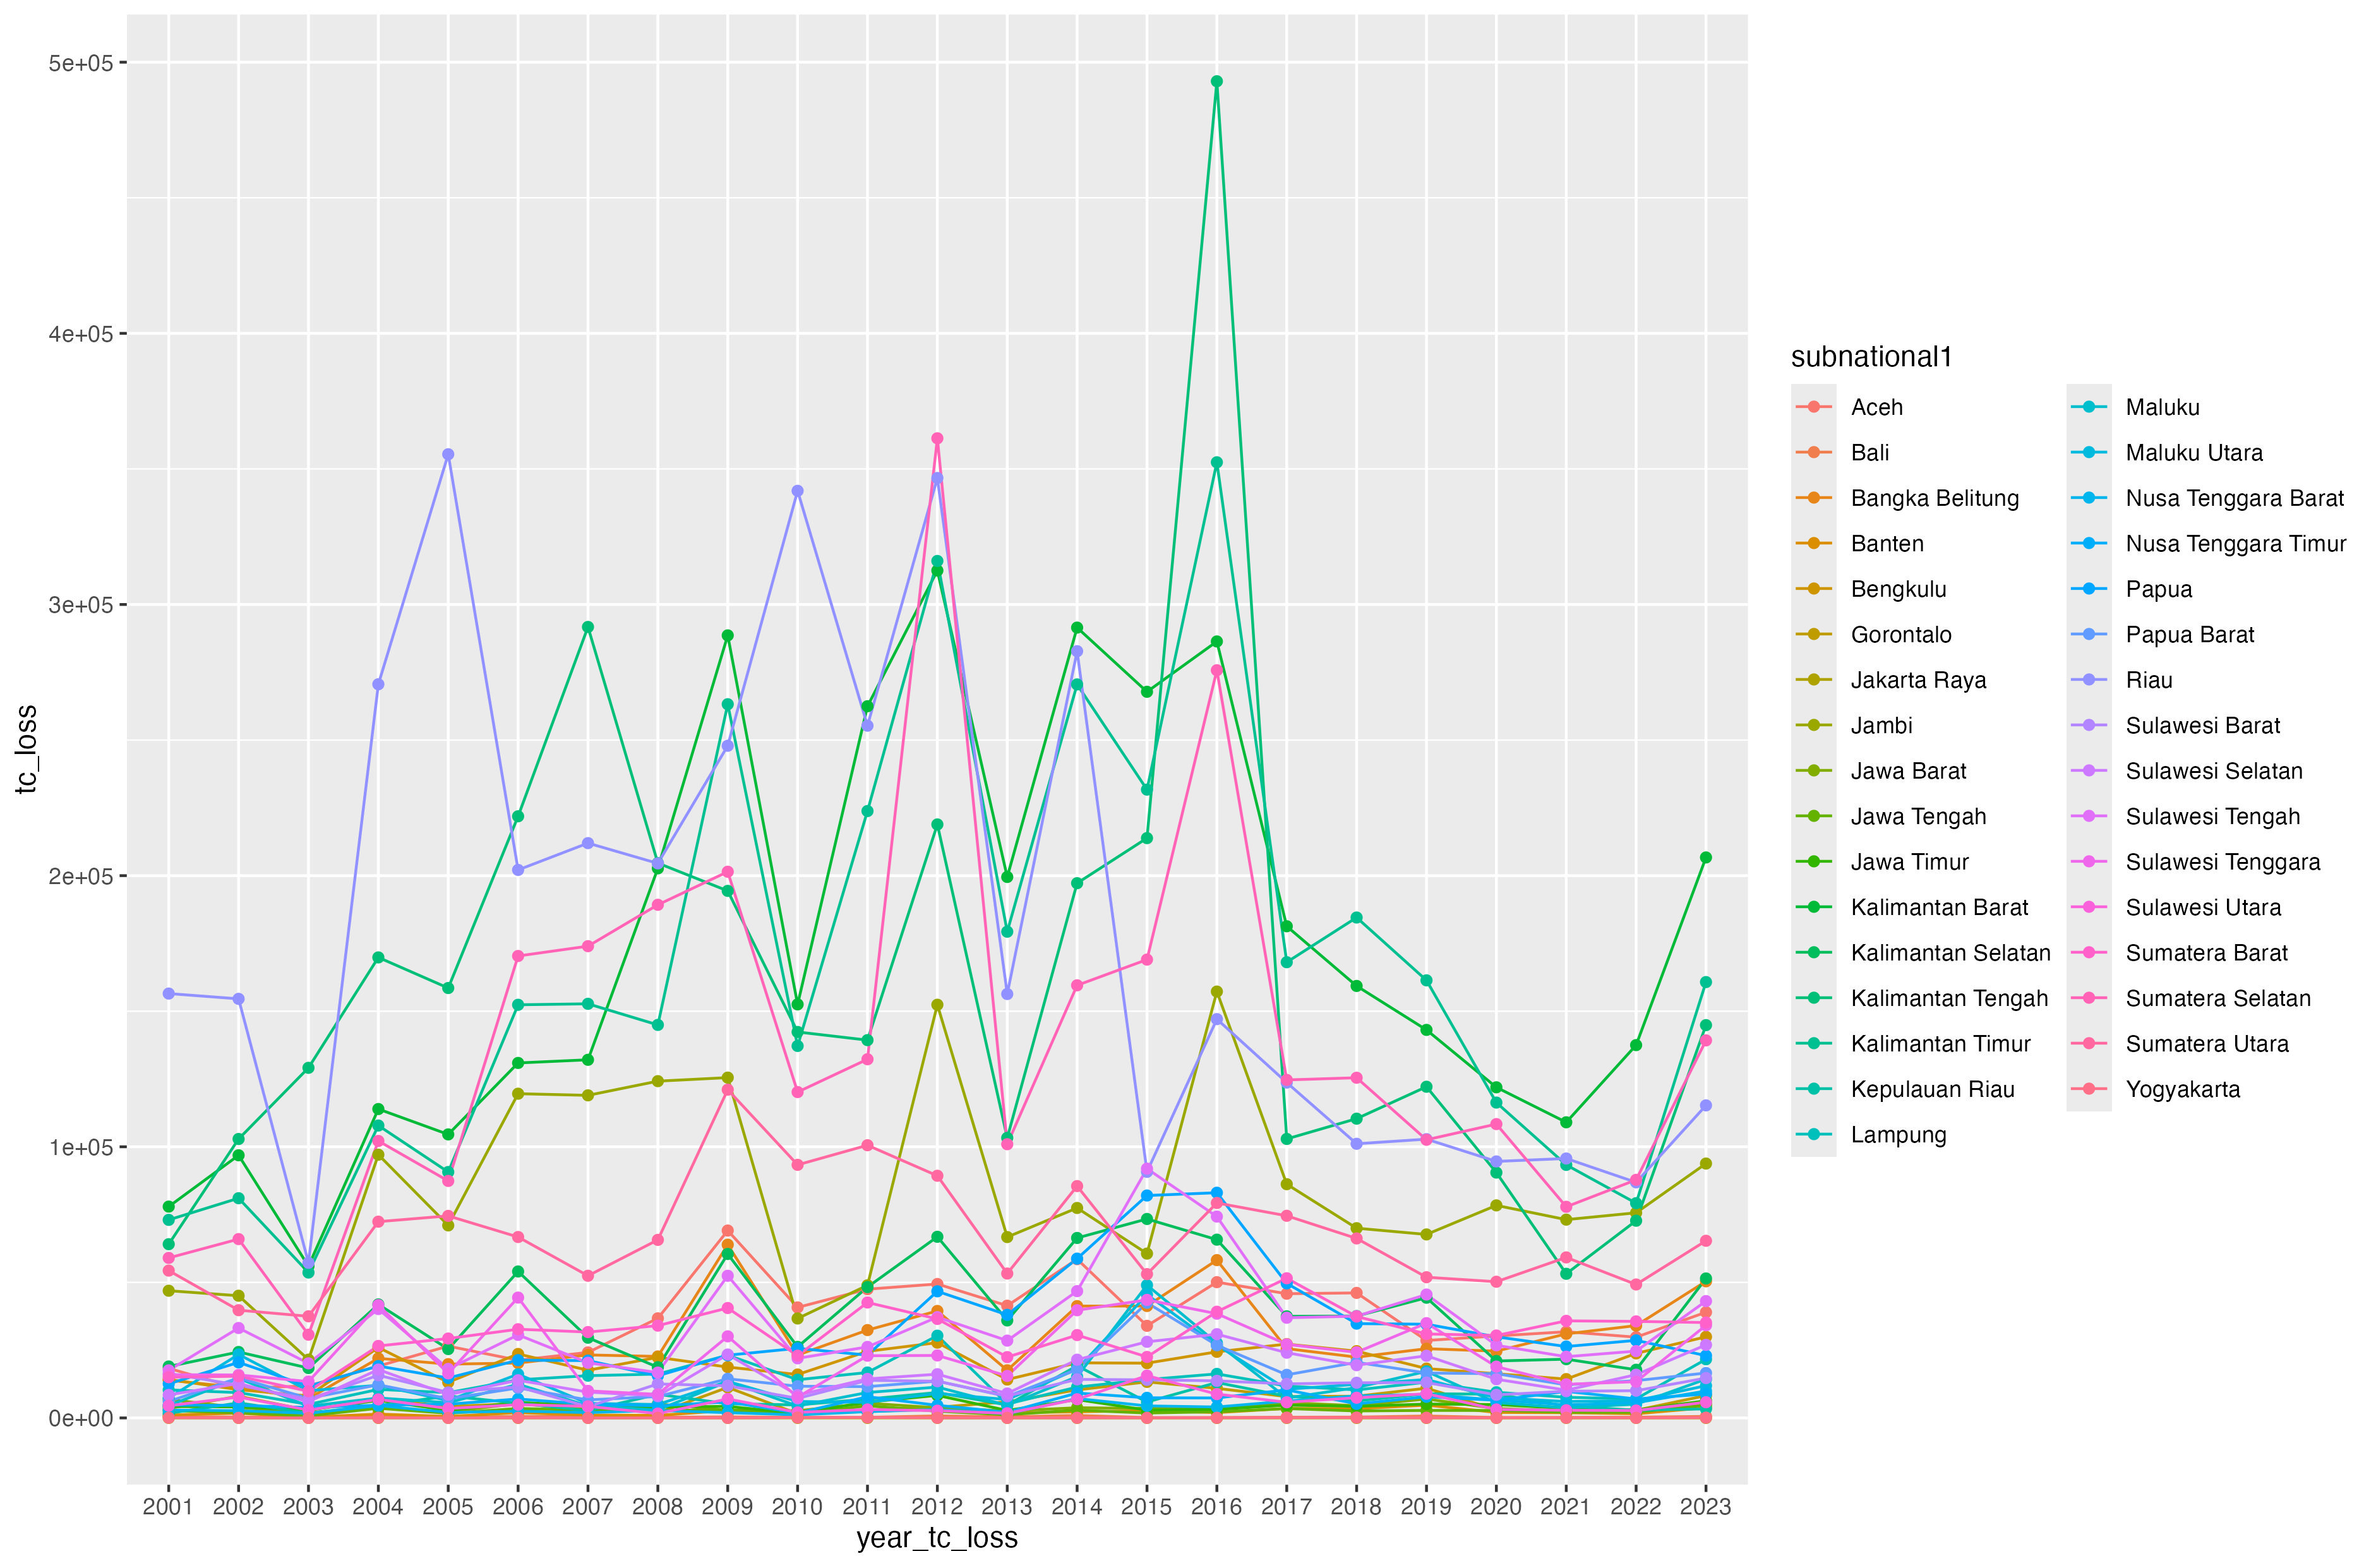 5e+05
4e+05
3e+05
2e+05
1e+05
0e+00
tc_loss
2001 2002 2003 2004 2005 2006 2007 2008 2009 2010 2011 2012 2013 2014 2015 2016 2017 2018 2019 2020 2021 2022 2023
year_tc_loss
subnational1
Aceh
Bali
Bangka Belitung
Banten
Bengkulu
Gorontalo
Jakarta Raya
Jambi
Jawa Barat
Jawa Tengah
Jawa Timur
Kalimantan Barat
Kalimantan Selatan
Kalimantan Tengah
Kalimantan Timur
Kepulauan Riau
Lampung
Maluku
Maluku Utara
Nusa Tenggara Barat
Nusa Tenggara Timur
Papua
Papua Barat
Riau
Sulawesi Barat
Sulawesi Selatan
Sulawesi Tengah
Sulawesi Tenggara
Sulawesi Utara
Sumatera Barat
Sumatera Selatan
Sumatera Utara
Yogyakarta